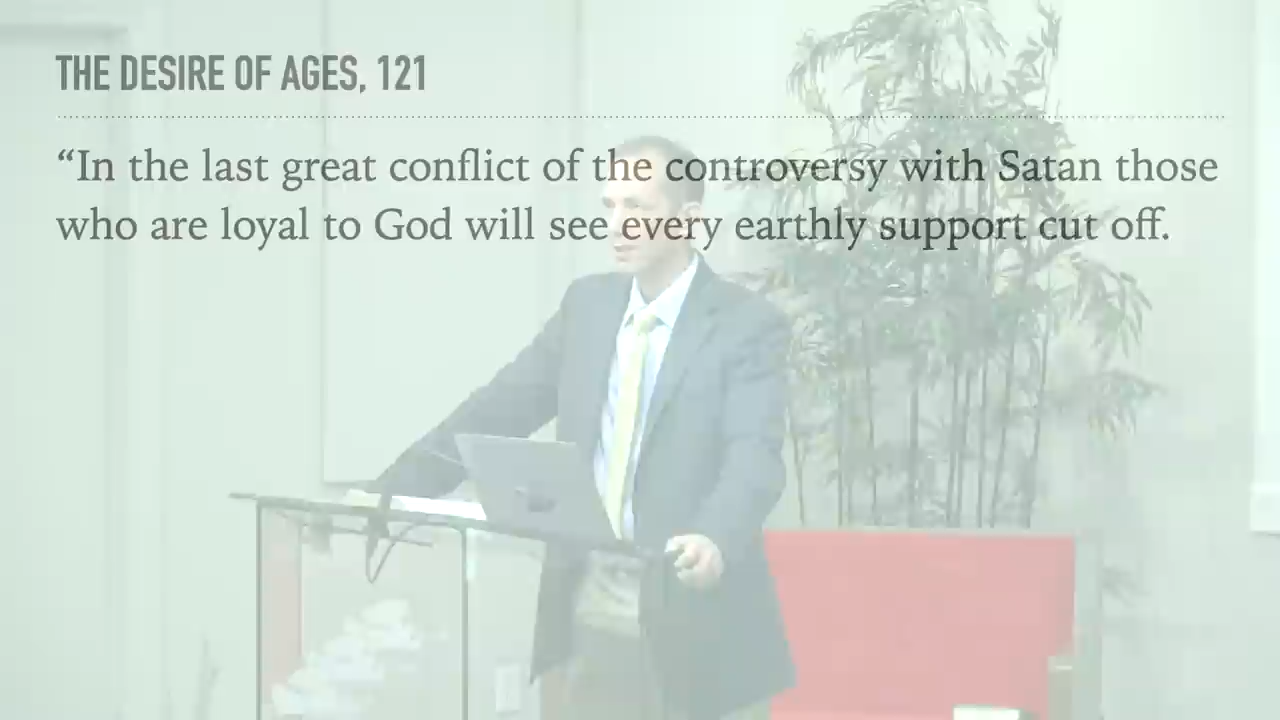 THE DESIRE OF AGES, 121
“In the last great conflict of the controversy with Satan those
who are loyal to God will see every earthly support cut off.